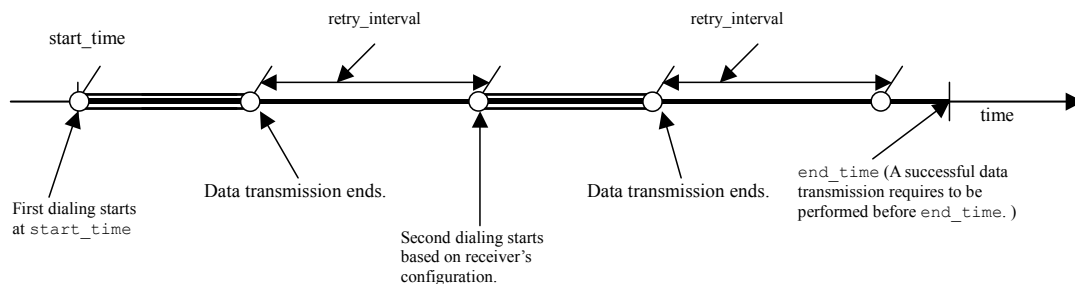 retry_interval
retry_interval
start_time
time
Data transmission ends.
Data transmission ends.
end_time (A successful data
transmission requires to be
performed before end_time. )
First dialing starts
at start_time
Second dialing starts
based on receiver's
configuration.